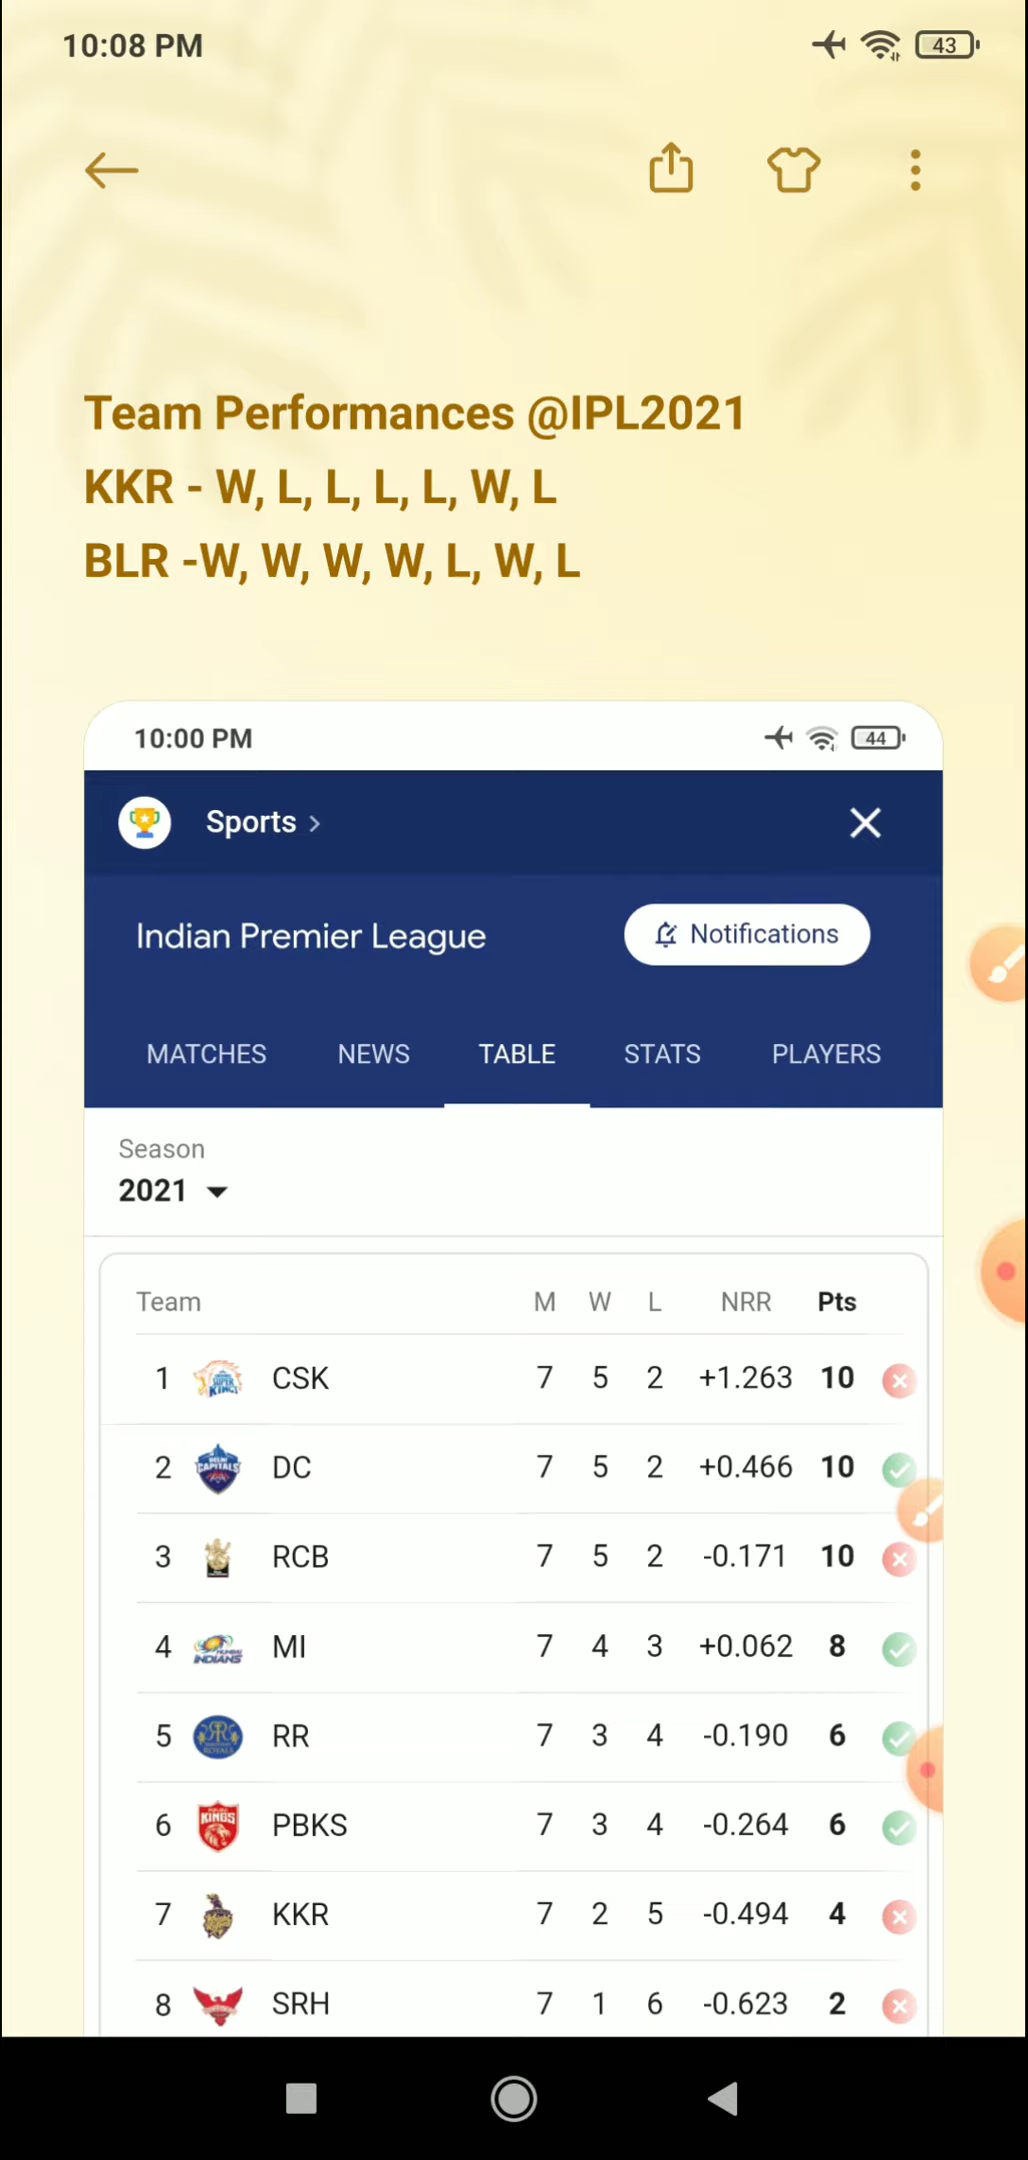 10:08 PM 43
Team Performances @IPL2021
KKR - W, L, L, L, L, W, L
BLR -W, W, W, W, L, W, L
10:00 PM 44
Sports >
Indian Premier League Notifications
MATCHES NEWS TABLE STATS PLAYERS
Season
2021
Team M W L NRR Pts
1 CSK 7 5 2 +1.263 10
2 DC 7 5 2 +0.466 10
3 RCB 7 5 2 -0.171 10
4 MI 7 4 3 +0.062 8
5 RR 7 3 4 -0.190 6
6 PBKS 7 3 4 -0.264 6
7 KKR 7 2 5 -0.494 4
8 SRH 7 1 6 -0.623 2